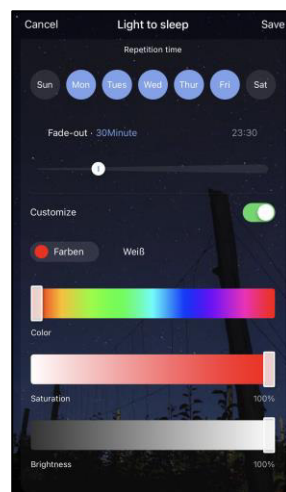 Cancel Light to sleep Save
Repetition time
Sun Mon Tues Wed Thur Fri Sat
Fade-out · 30Minute 23:30
Customize
Farben Weiß
Color
Saturation 100%
Brightness 100%